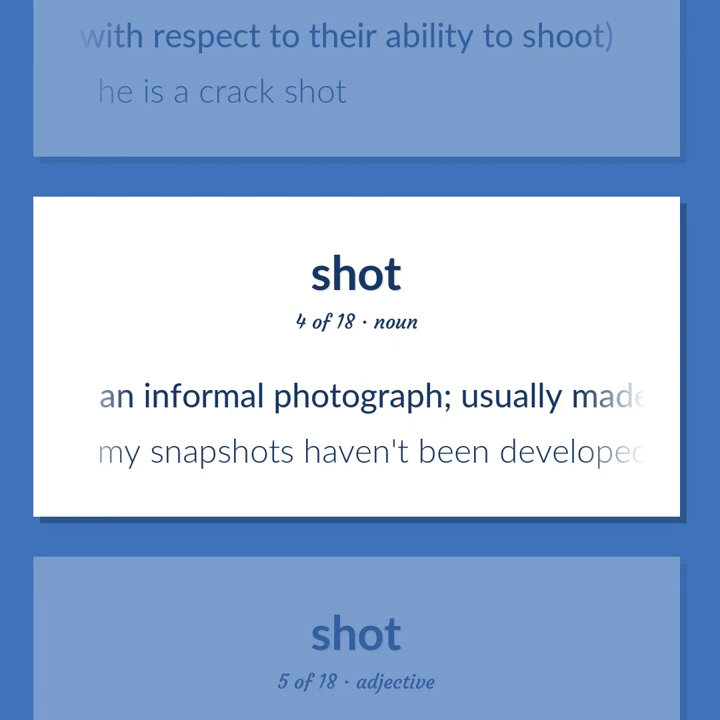 with respect to their ability to shoot)
he is a crack shot
shot
4 of 18 · noun
an informal photograph; usually made
my snapshots haven't been developed
shot
5 of 18 · adjective